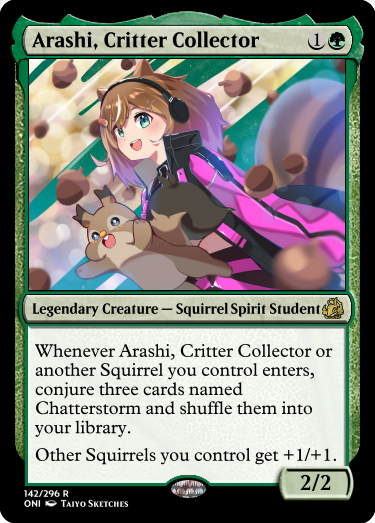 Arashi, Critter Collector 1
Legendary Creature — Squirrel Spirit Student
Whenever Arashi, Critter Collector or
another Squirrel you control enters,
conjure three cards named
Chatterstorm and shuffle them into
your library.
Other Squirrels you control get +1/+1.
2/2
142/296 R
ONI Taiyo Sketches